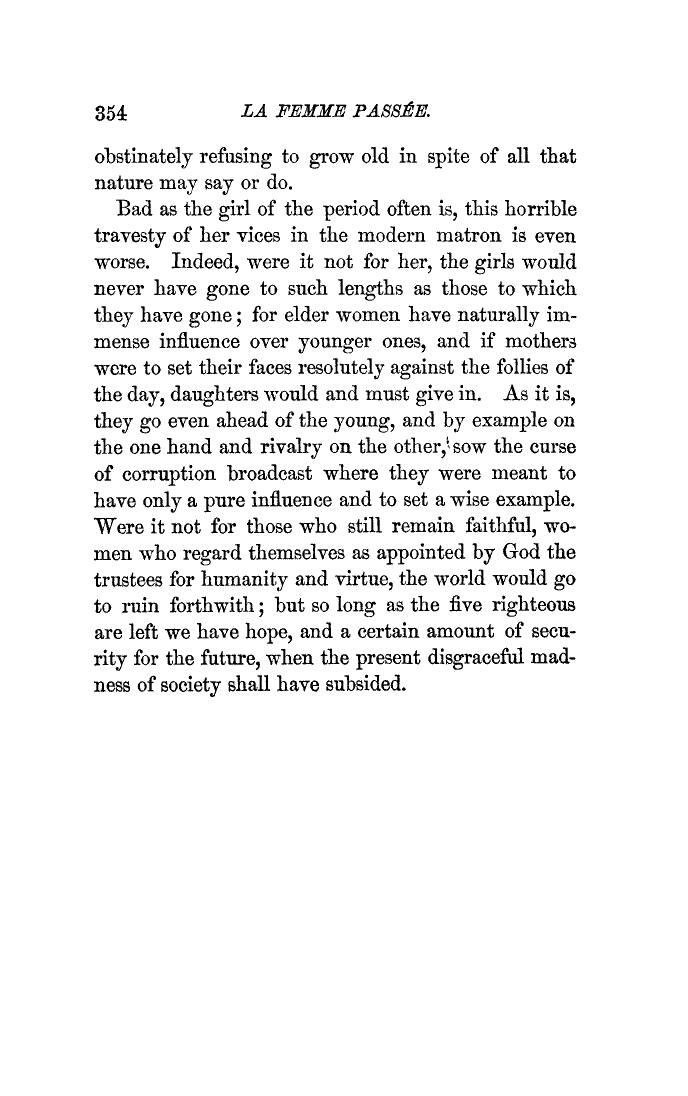 354 LA FEMME PASSÉE.
obstinately refusing to grow old in spite of all that
nature may say or do.
Bad as the girl of the period often is, this horrible
travesty of her vices in the modern matron is even
worse. Indeed, were it not for her, the girls would
never have gone to such lengths as those to which
they have gone; for elder women have naturally im-
mense influence over younger ones, and if mothers
were to set their faces resolutely against the follies of
the day, daughters would and must give in. As it is,
they go even ahead of the young, and by example on
the one hand and rivalry on the other, sow the curse
of corruption broadcast where they were meant to
have only a pure influence and to set a wise example.
Were it not for those who still remain faithful, wo-
men who regard themselves as appointed by God the
trustees for humanity and virtue, the world would go
to ruin forthwith; but so long as the five righteous
are left we have hope, and a certain amount of secu-
rity for the future, when the present disgraceful mad-
ness of society shall have subsided.